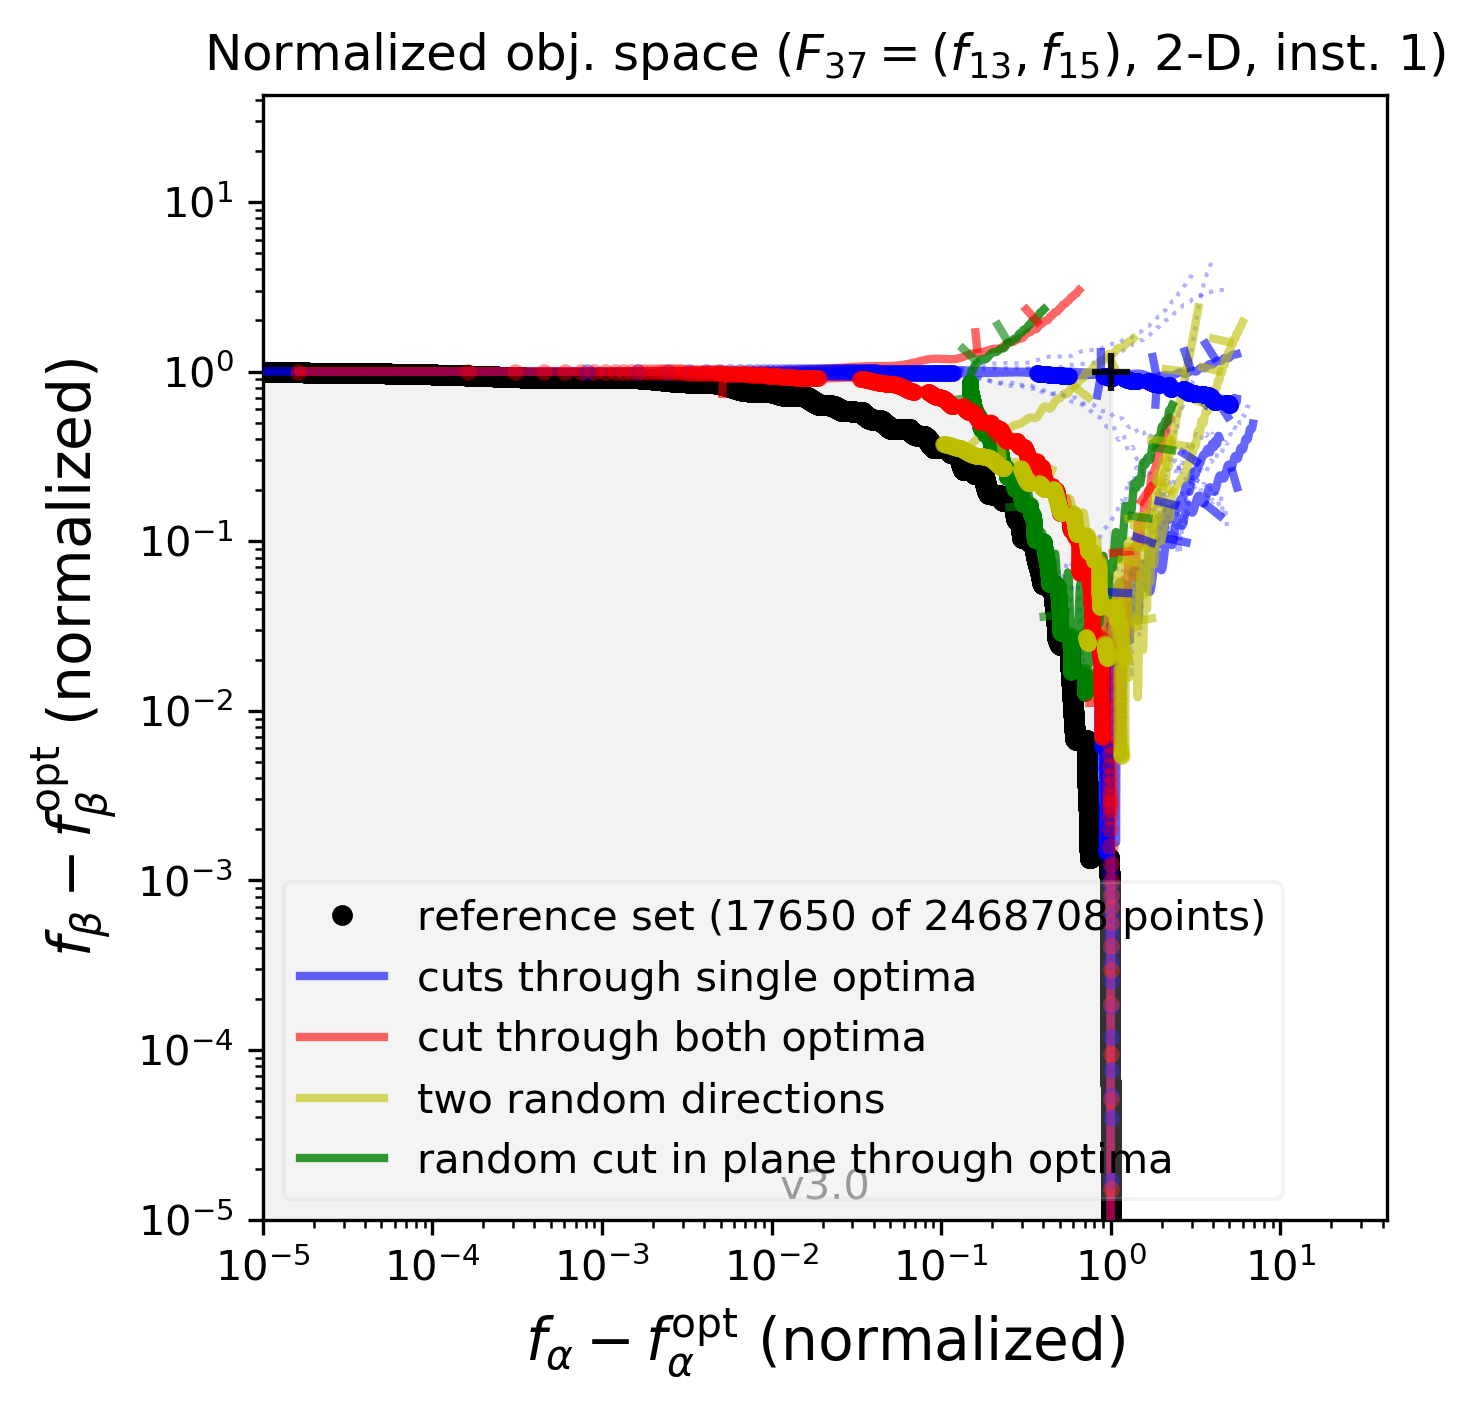 Normalized obj. space (F₃₇ = (f₁₃, f₁₅), 2-D, inst. 1)
10¹
10⁰
10⁻¹
10⁻²
10⁻³
10⁻⁴
10⁻⁵
f_β − f_β^opt (normalized)
reference set (17650 of 2468708 points)
cuts through single optima
cut through both optima
two random directions
random cut in plane through optima
v3.0
10⁻⁵ 10⁻⁴ 10⁻³ 10⁻² 10⁻¹ 10⁰ 10¹
f_α − f_α^opt (normalized)